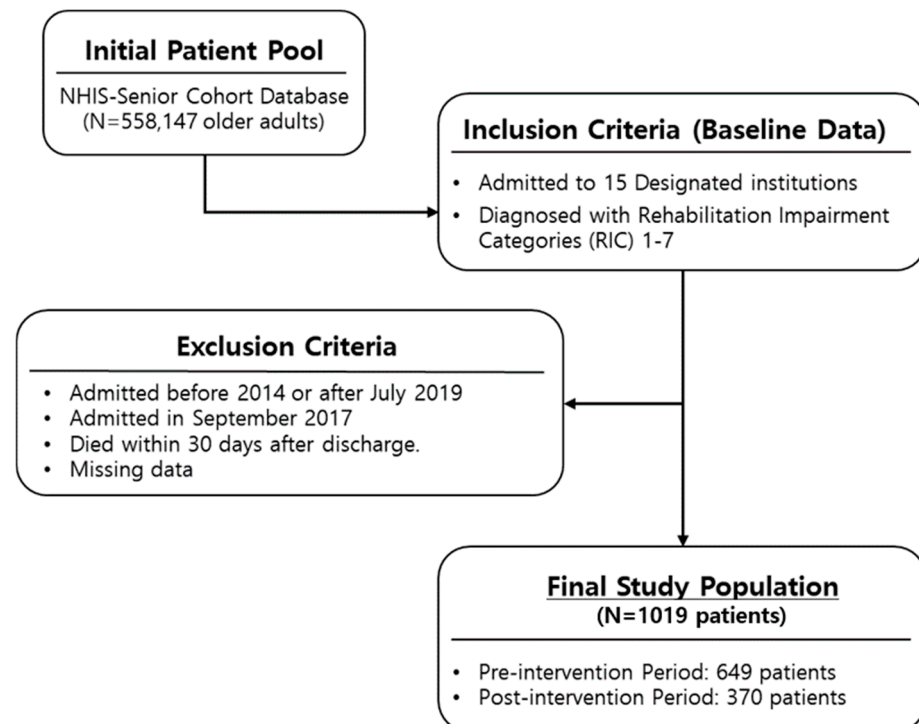 Initial Patient Pool
NHIS-Senior Cohort Database
(N=558,147 older adults)
Inclusion Criteria (Baseline Data)
• Admitted to 15 Designated institutions
• Diagnosed with Rehabilitation Impairment
Categories (RIC) 1-7
Exclusion Criteria
• Admitted before 2014 or after July 2019
• Admitted in September 2017
• Died within 30 days after discharge.
• Missing data
Final Study Population
(N=1019 patients)
• Pre-intervention Period: 649 patients
• Post-intervention Period: 370 patients